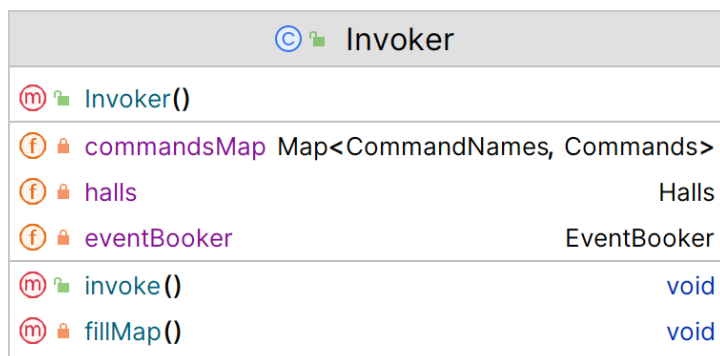 C Invoker
m Invoker()
f commandsMap Map<CommandNames, Commands>
f halls Halls
f eventBooker EventBooker
m invoke() void
m fillMap() void